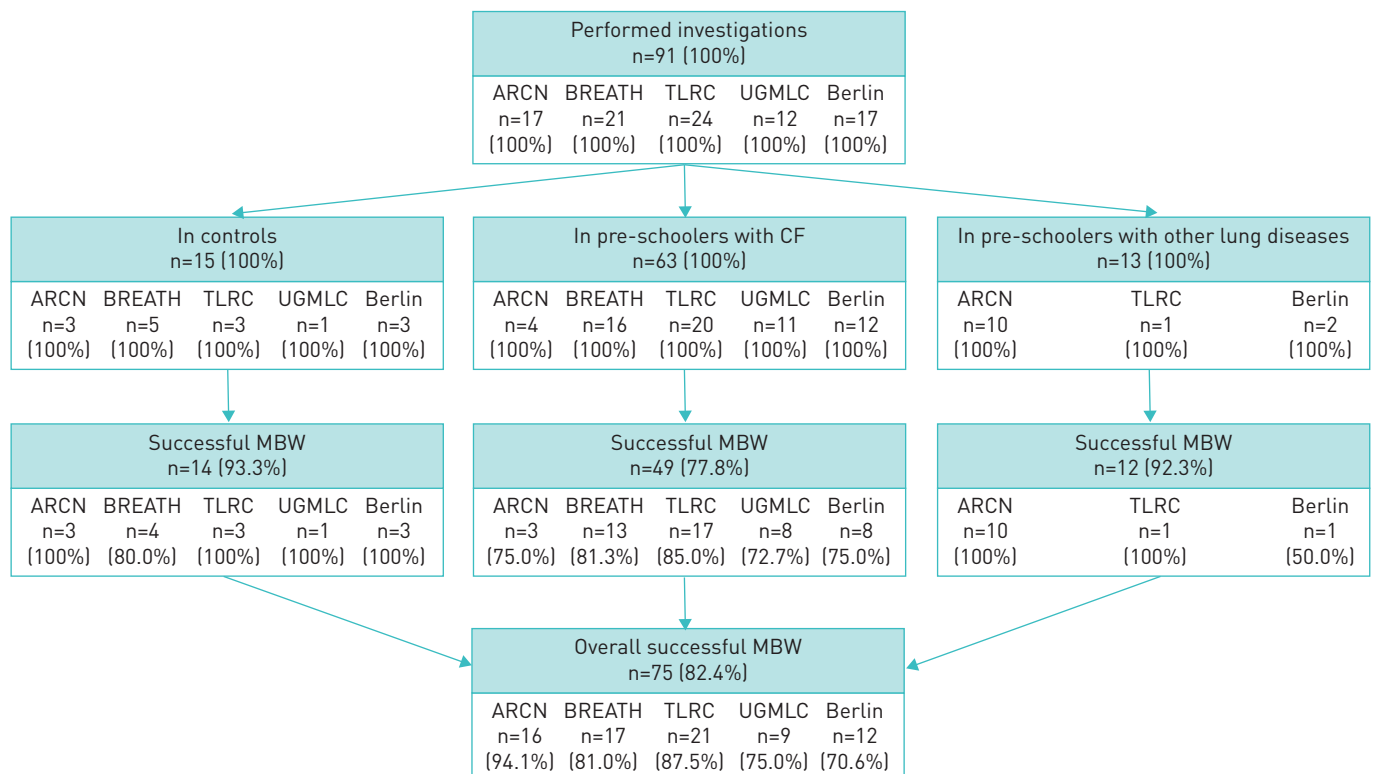 Performed investigations
n=91 (100%)
ARCN BREATH TLRC UGMLC Berlin
n=17 n=21 n=24 n=12 n=17
(100%) (100%) (100%) (100%) (100%)
In controls
n=15 (100%)
ARCN BREATH TLRC UGMLC Berlin
n=3 n=5 n=3 n=1 n=3
(100%) (100%) (100%) (100%) (100%)
In pre-schoolers with CF
n=63 (100%)
ARCN BREATH TLRC UGMLC Berlin
n=4 n=16 n=20 n=11 n=12
(100%) (100%) (100%) (100%) (100%)
In pre-schoolers with other lung diseases
n=13 (100%)
ARCN TLRC Berlin
n=10 n=1 n=2
(100%) (100%) (100%)
Successful MBW
n=14 (93.3%)
ARCN BREATH TLRC UGMLC Berlin
n=3 n=4 n=3 n=1 n=3
(100%) (80.0%) (100%) (100%) (100%)
Successful MBW
n=49 (77.8%)
ARCN BREATH TLRC UGMLC Berlin
n=3 n=13 n=17 n=8 n=8
(75.0%) (81.3%) (85.0%) (72.7%) (75.0%)
Successful MBW
n=12 (92.3%)
ARCN TLRC Berlin
n=10 n=1 n=1
(100%) (100%) (50.0%)
Overall successful MBW
n=75 (82.4%)
ARCN BREATH TLRC UGMLC Berlin
n=16 n=17 n=21 n=9 n=12
(94.1%) (81.0%) (87.5%) (75.0%) (70.6%)